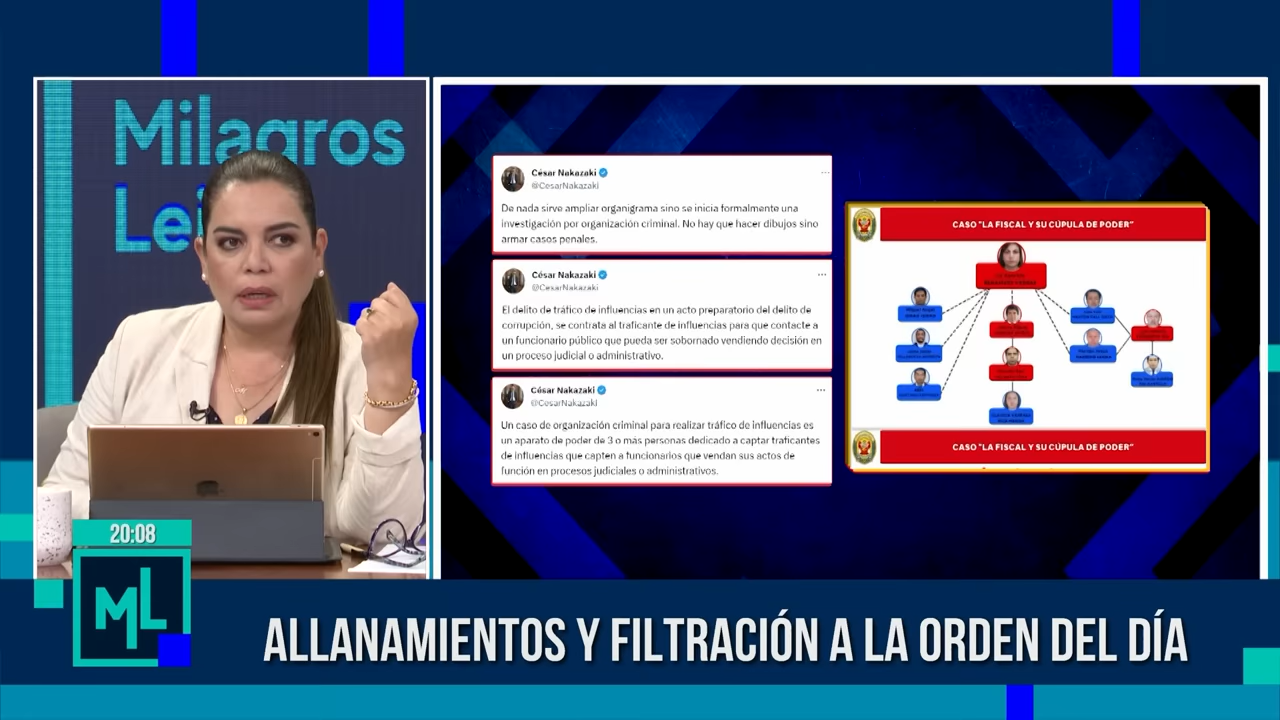 Milagros
Lei
César Nakazaki
@CesarNakazaki
De nada sirve ampliar organigrama sino se inicia formalmente una
investigación por organización criminal. No hay que hacer dibujos sino
armar casos penales.
César Nakazaki
@CesarNakazaki
El delito de tráfico de influencias en un acto preparatorio del delito de
corrupción, se contrata al traficante de influencias para que contacte a
un funcionario público que pueda ser sobornado vendiendo decisión en
un proceso judicial o administrativo.
César Nakazaki
@CesarNakazaki
Un caso de organización criminal para realizar tráfico de influencias es
un aparato de poder de 3 o más personas dedicado a captar traficantes
de influencias que capten a funcionarios que vendan sus actos de
función en procesos judiciales o administrativos.
CASO "LA FISCAL Y SU CÚPULA DE PODER"
CASO "LA FISCAL Y SU CÚPULA DE PODER"
20:08
ML
ALLANAMIENTOS Y FILTRACIÓN A LA ORDEN DEL DÍA